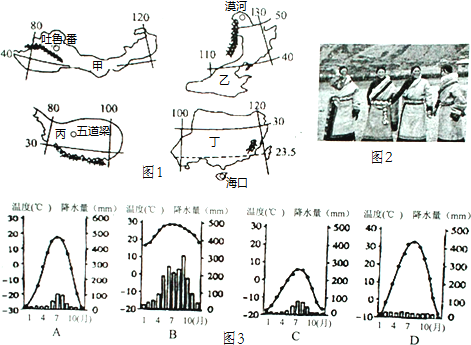 80
120
吐鲁番
40
甲
漠河
130
50
110
乙
40
80
100
丙
五道梁
30
图1
100
120
30
丁
23.5
海口
图2
温度(℃) 降水量(mm)
30 500
20 400
10
0 300
-10 200
-20 100
-30 0
1 4 7 10(月)
A
温度(℃) 降水量(mm)
30 500
20 400
10 300
0 200
-10 100
-20 0
1 4 7 10(月)
B
温度(℃) 降水量(mm)
30 500
20 400
10 300
0 200
-10 100
-20 0
1 4 7 10(月)
C
温度(℃) 降水量(mm)
40 500
30 400
20 300
10 200
0 100
-10 0
1 4 7 10(月)
D
图3